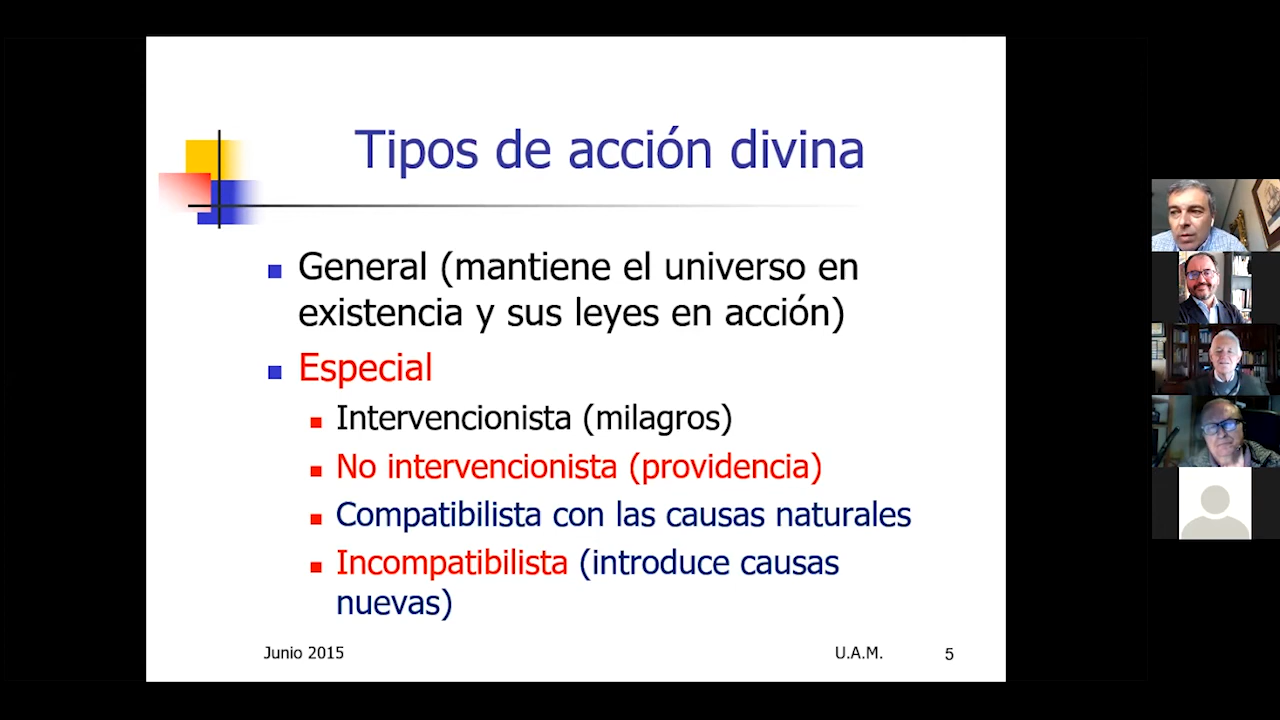 Tipos de acción divina
General (mantiene el universo en
existencia y sus leyes en acción)
Especial
Intervencionista (milagros)
No intervencionista (providencia)
Compatibilista con las causas naturales
Incompatibilista (introduce causas
nuevas)
Junio 2015
U.A.M.
5